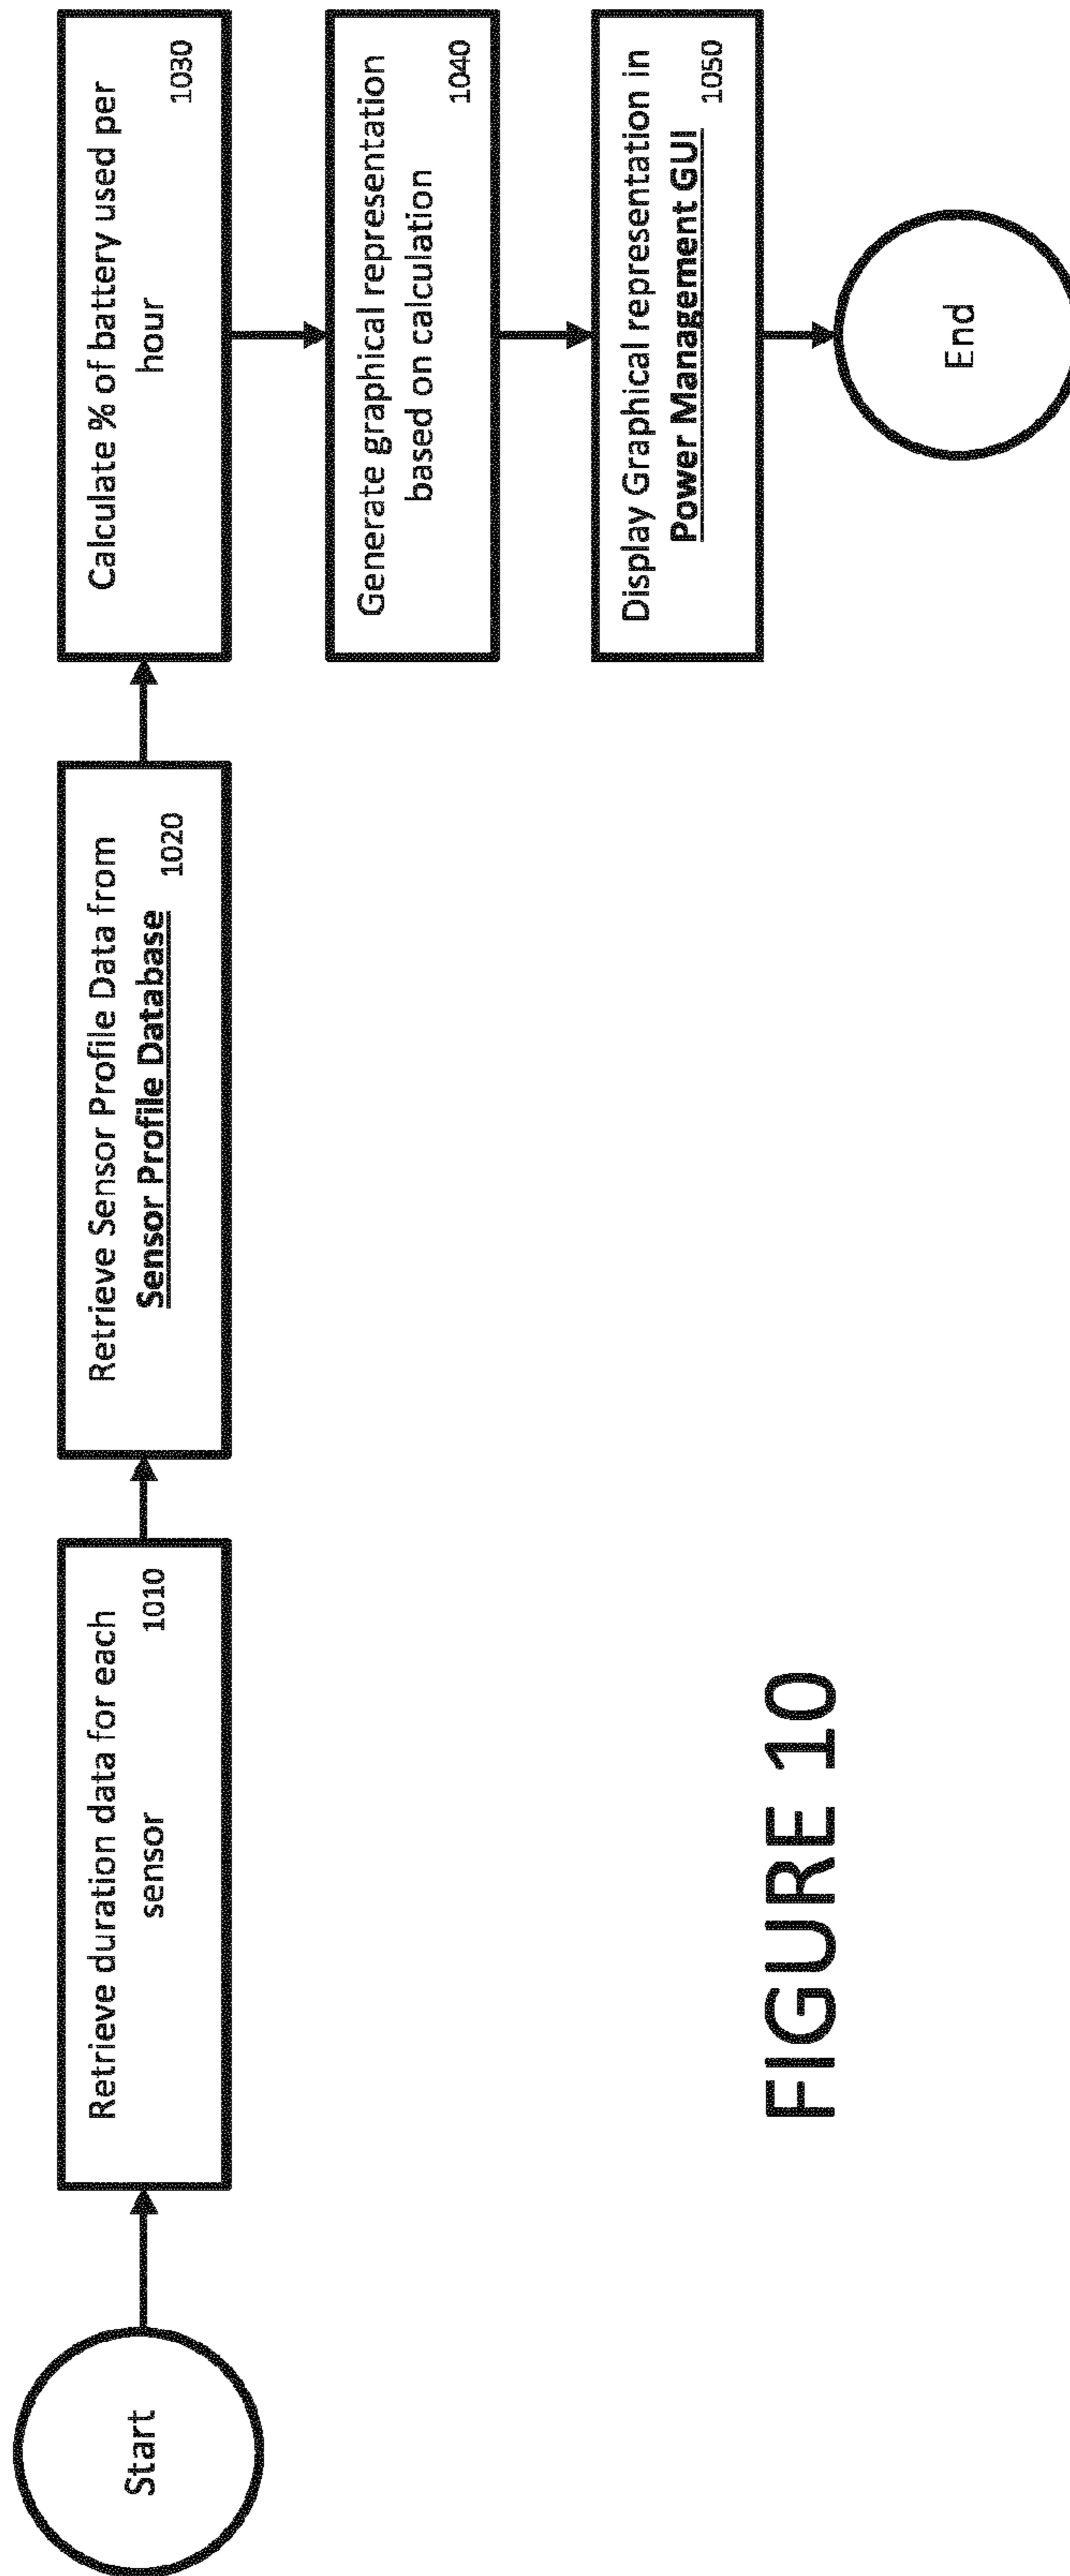 Start
Retrieve duration data for each
sensor
1010
Retrieve Sensor Profile Data from
Sensor Profile Database
1020
Calculate % of battery used per
hour
1030
Generate graphical representation
based on calculation
1040
Display Graphical representation in
Power Management GUI
1050
End
FIGURE 10